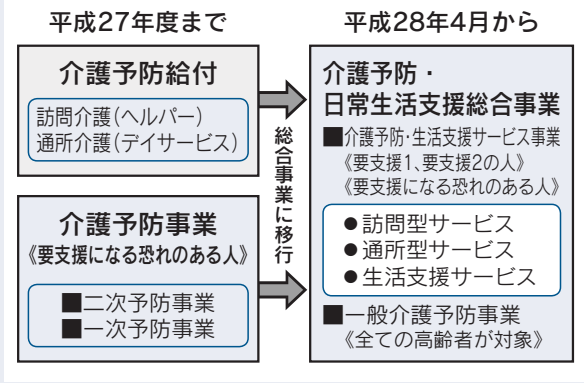 平成27年度まで
介護予防給付
訪問介護(ヘルパー)
通所介護(デイサービス)
介護予防事業
《要支援になる恐れのある人》
■二次予防事業
■一次予防事業
総合事業に移行
平成28年4月から
介護予防・
日常生活支援総合事業
■介護予防・生活支援サービス事業
《要支援1、要支援2の人》
《要支援になる恐れのある人》
●訪問型サービス
●通所型サービス
●生活支援サービス
■一般介護予防事業
《全ての高齢者が対象》